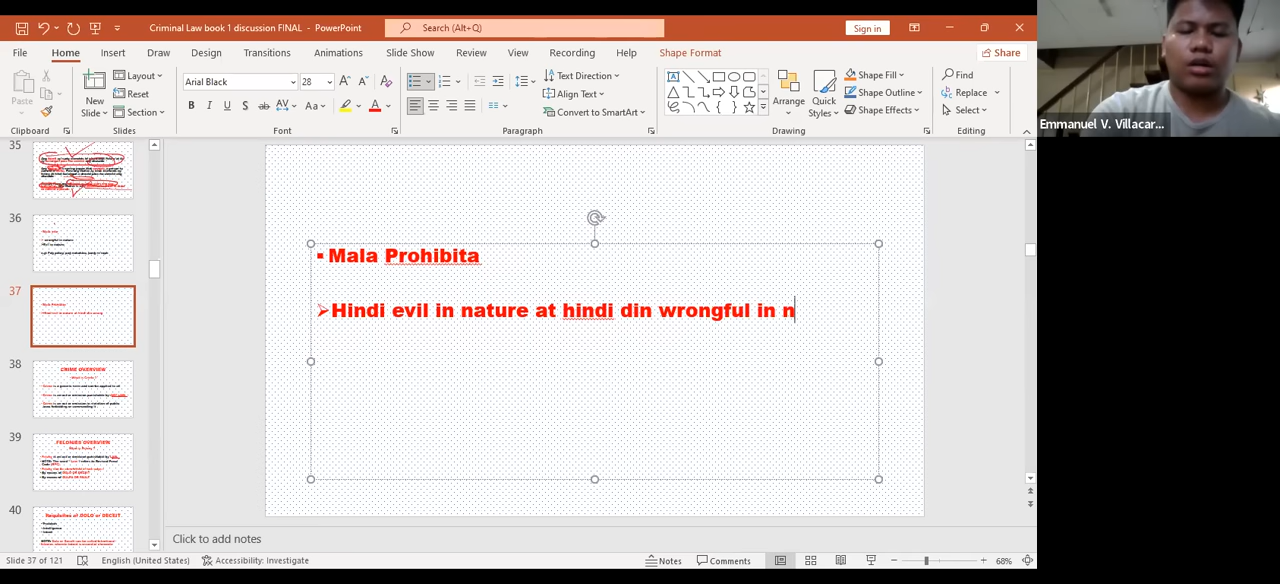 Criminal Law book 1 discussion FINAL - PowerPoint
Search (Alt+Q)
Sign in
File Home Insert Draw Design Transitions Animations Slide Show Review View Recording Help Shape Format
Share
Paste
New Slide
Layout
Reset
Section
Arial Black 28
Text Direction
Align Text
Convert to SmartArt
Arrange
Quick Styles
Shape Fill
Shape Outline
Shape Effects
Find
Replace
Select
Clipboard Slides Font Paragraph Drawing Editing
Emmanuel V. Villacar...
35
36
37
38
CRIME OVERVIEW
39
FELONIES OVERVIEW
40
Requisites of DOLO or DECEIT
▪ Mala Prohibita
➢Hindi evil in nature at hindi din wrongful in n
Click to add notes
Slide 37 of 121 English (United States) Accessibility: Investigate Notes Comments 68%